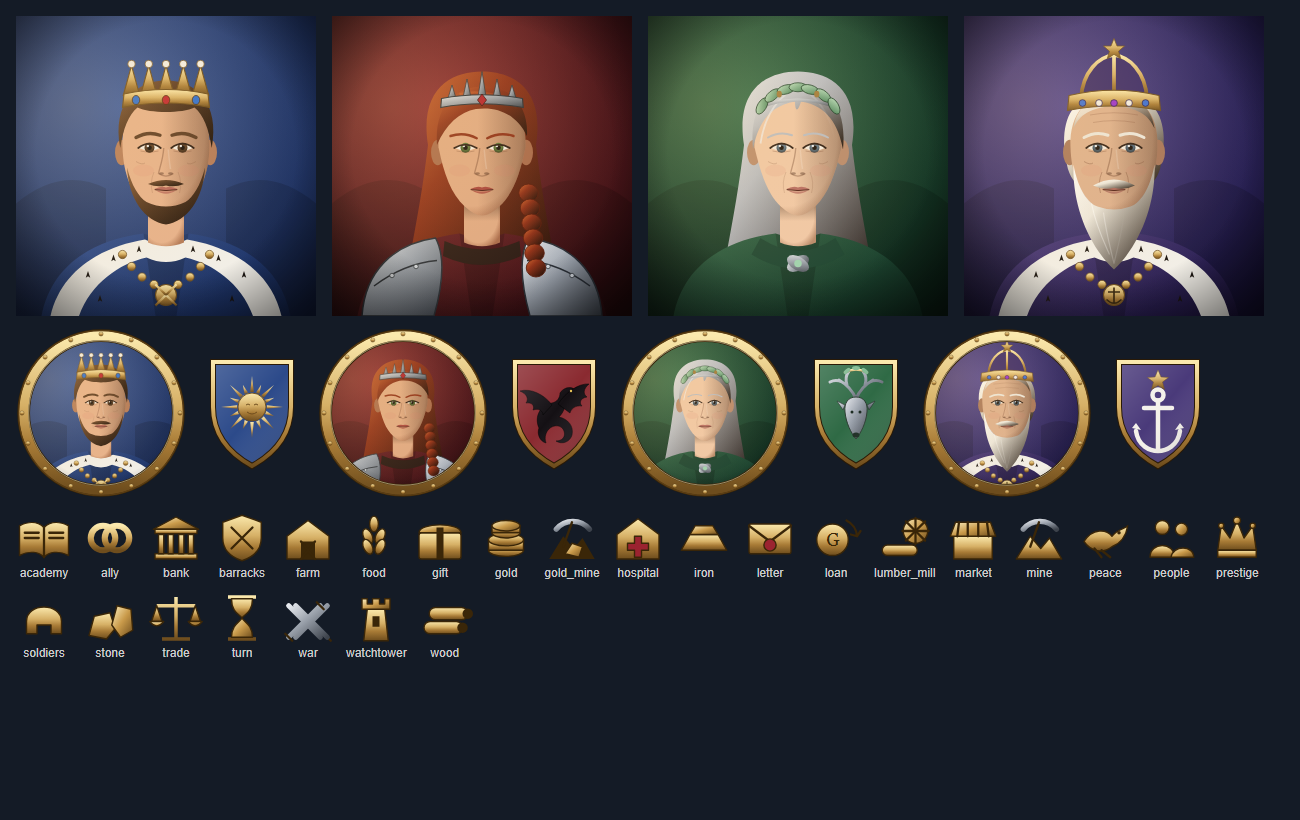 G
academy ally bank barracks farm food gift gold gold_mine hospital iron letter loan lumber_mill market mine peace people prestige
soldiers stone trade turn war watchtower wood